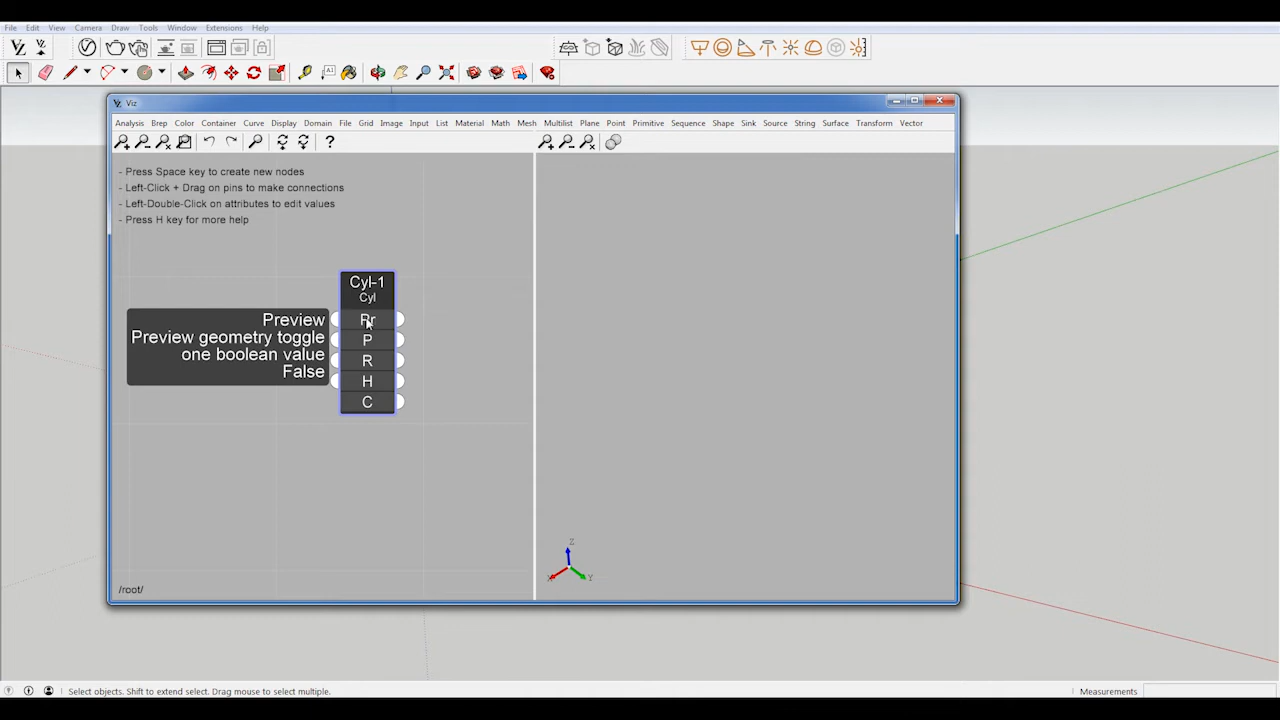 File Edit View Camera Draw Tools Window Extensions Help
Viz
Analysis Brep Color Container Curve Display Domain File Grid Image Input List Material Math Mesh Multilist Plane Point Primitive Sequence Shape Sink Source String Surface Transform Vector
- Press Space key to create new nodes
- Left-Click + Drag on pins to make connections
- Left-Double-Click on attributes to edit values
- Press H key for more help
Cyl-1
Cyl
Preview
Preview geometry toggle
one boolean value
False
Pr
P
R
H
C
Z
X
Y
/root/
Select objects. Shift to extend select. Drag mouse to select multiple.
Measurements